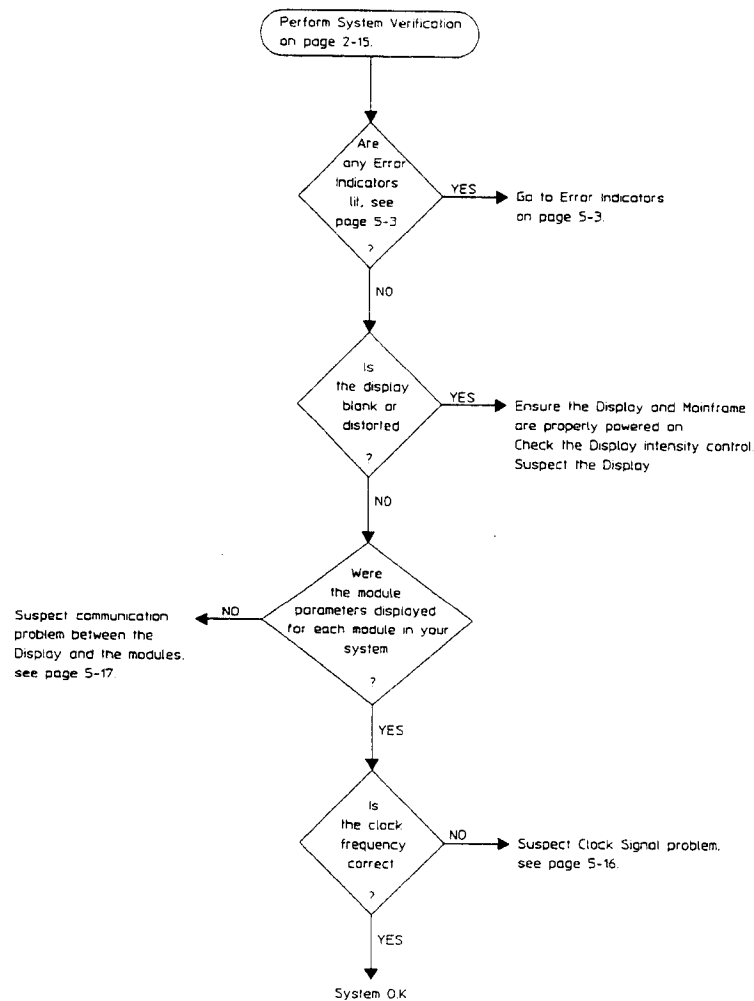 Perform System Verification
on page 2-15.
Are
any Error
Indicators
lit, see
page 5-3
?
YES
Go to Error Indicators
on page 5-3.
NO
Is
the display
blank or
distorted
?
YES
Ensure the Display and Mainframe
are properly powered on
Check the Display intensity control.
Suspect the Display
NO
Were
the module
parameters displayed
for each module in your
system
?
NO
Suspect communication
problem between the
Display and the modules,
see page 5-17.
YES
Is
the clock
frequency
correct
?
NO
Suspect Clock Signal problem,
see page 5-16.
YES
System O.K